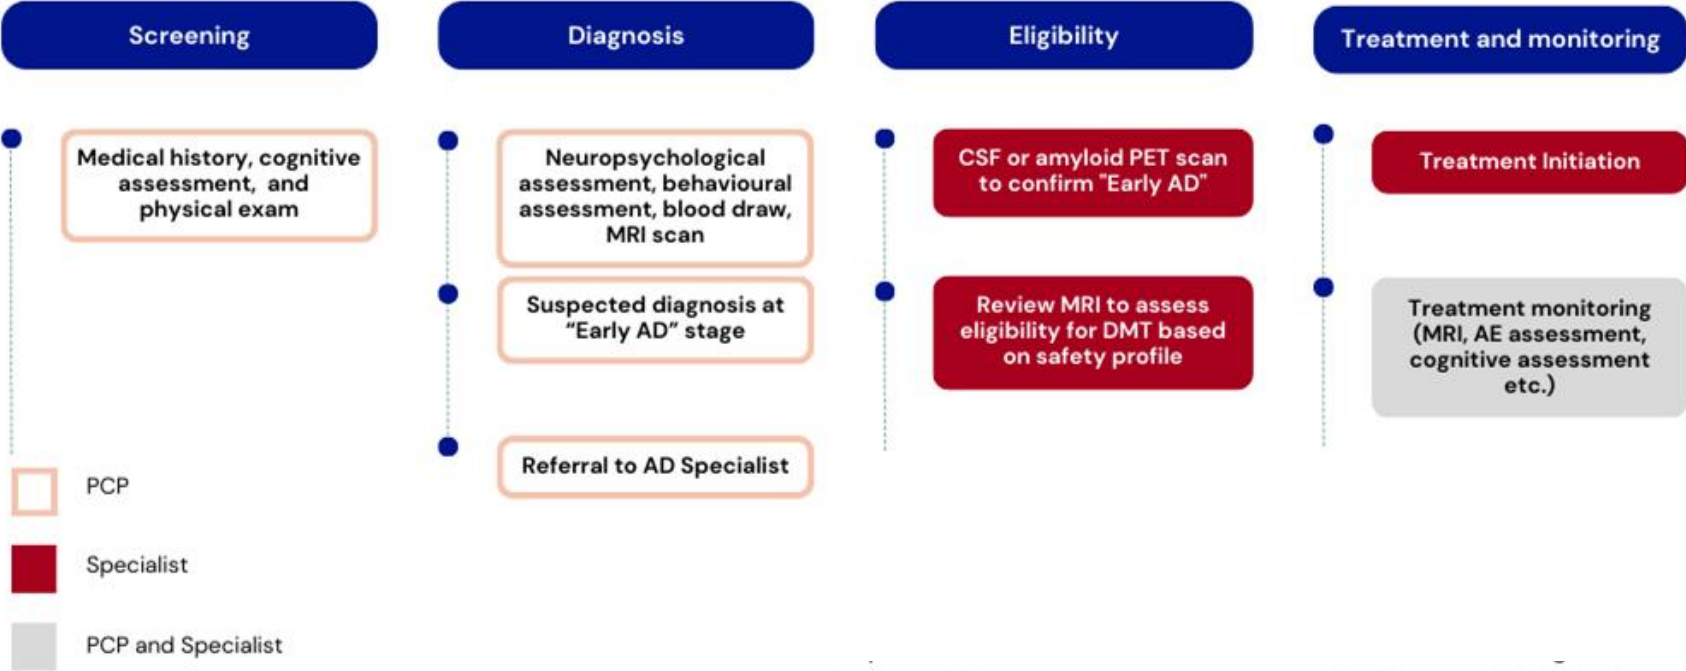 Screening
Medical history, cognitive
assessment, and
physical exam
Diagnosis
Neuropsychological
assessment, behavioural
assessment, blood draw,
MRI scan
Suspected diagnosis at
“Early AD” stage
Referral to AD Specialist
Eligibility
CSF or amyloid PET scan
to confirm "Early AD"
Review MRI to assess
eligibility for DMT based
on safety profile
Treatment and monitoring
Treatment Initiation
Treatment monitoring
(MRI, AE assessment,
cognitive assessment
etc.)
PCP
Specialist
PCP and Specialist